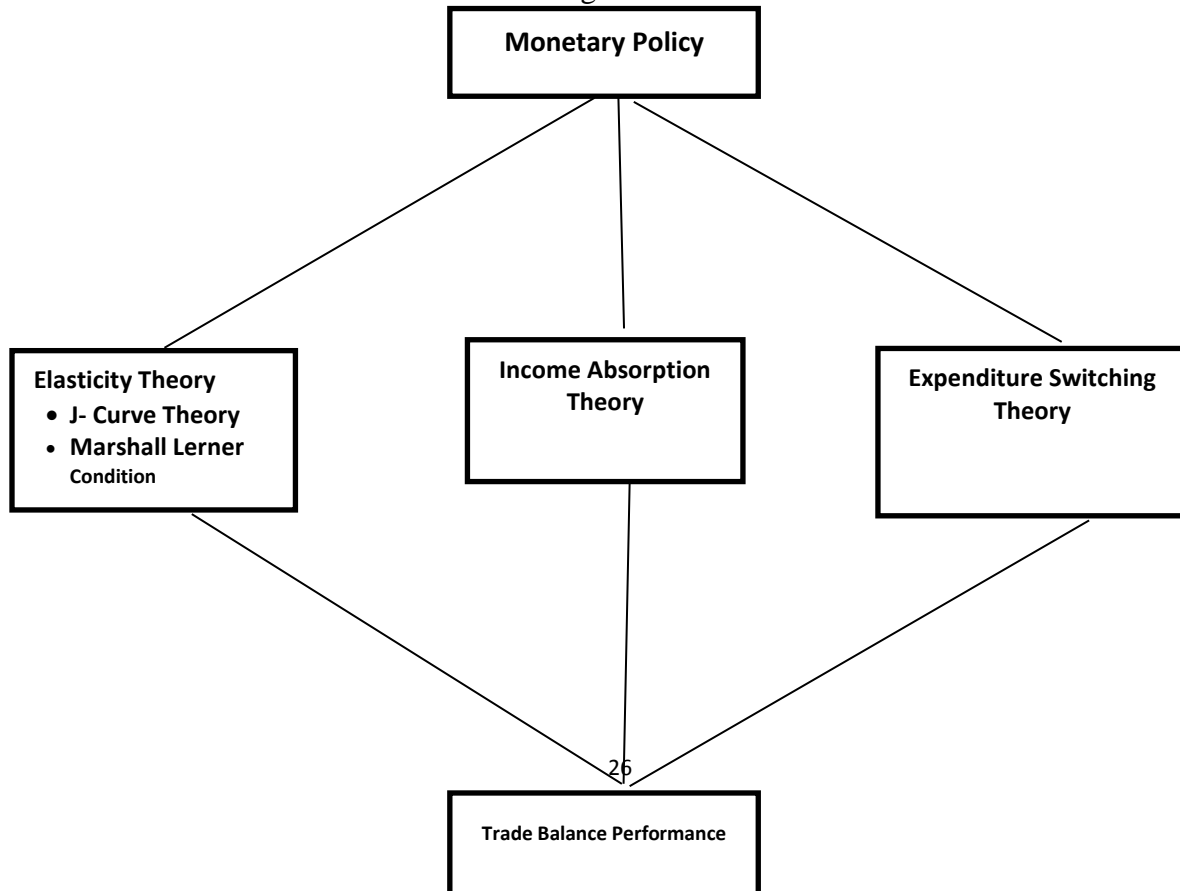 Monetary Policy
Elasticity Theory
• J- Curve Theory
• Marshall Lerner
Condition
Income Absorption
Theory
Expenditure Switching
Theory
26
Trade Balance Performance